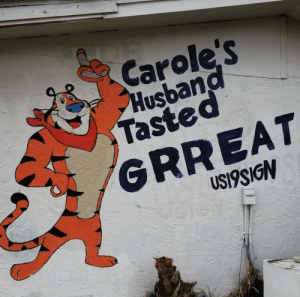 Carole's
Husband
Tasted
GRREAT
US19SIGN